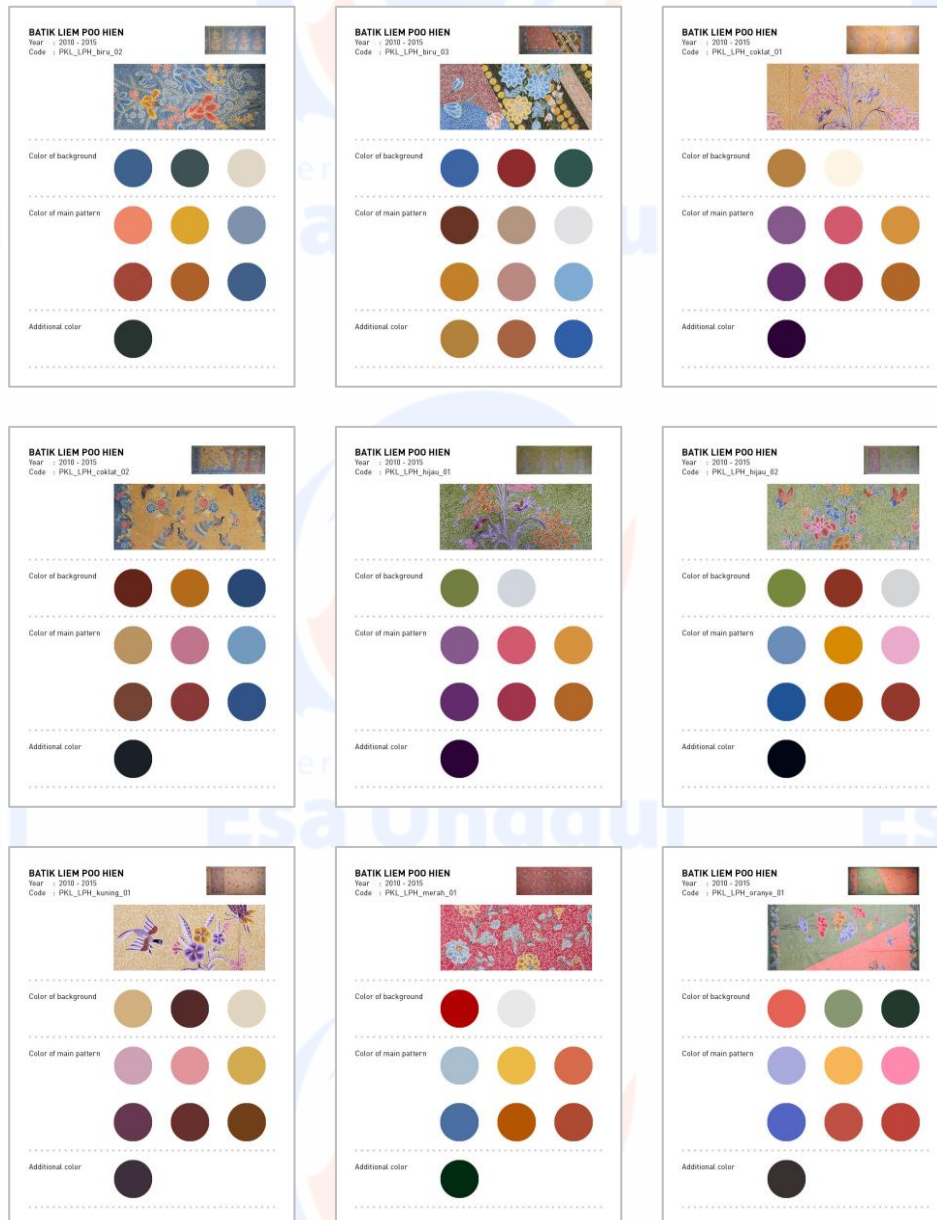 BATIK LIEM POO HIEN
Year : 2010 - 2015
Code : PKL_LPH_biru_02
Color of background
Color of main pattern
Additional color
BATIK LIEM POO HIEN
Year : 2010 - 2015
Code : PKL_LPH_biru_03
Color of background
Color of main pattern
Additional color
BATIK LIEM POO HIEN
Year : 2010 - 2015
Code : PKL_LPH_coklat_01
Color of background
Color of main pattern
Additional color
BATIK LIEM POO HIEN
Year : 2010 - 2015
Code : PKL_LPH_coklat_02
Color of background
Color of main pattern
Additional color
BATIK LIEM POO HIEN
Year : 2010 - 2015
Code : PKL_LPH_hijau_01
Color of background
Color of main pattern
Additional color
BATIK LIEM POO HIEN
Year : 2010 - 2015
Code : PKL_LPH_hijau_02
Color of background
Color of main pattern
Additional color
Esa Unggul
BATIK LIEM POO HIEN
Year : 2010 - 2015
Code : PKL_LPH_kuning_01
Color of background
Color of main pattern
Additional color
BATIK LIEM POO HIEN
Year : 2010 - 2015
Code : PKL_LPH_merah_01
Color of background
Color of main pattern
Additional color
BATIK LIEM POO HIEN
Year : 2010 - 2015
Code : PKL_LPH_oranye_01
Color of background
Color of main pattern
Additional color